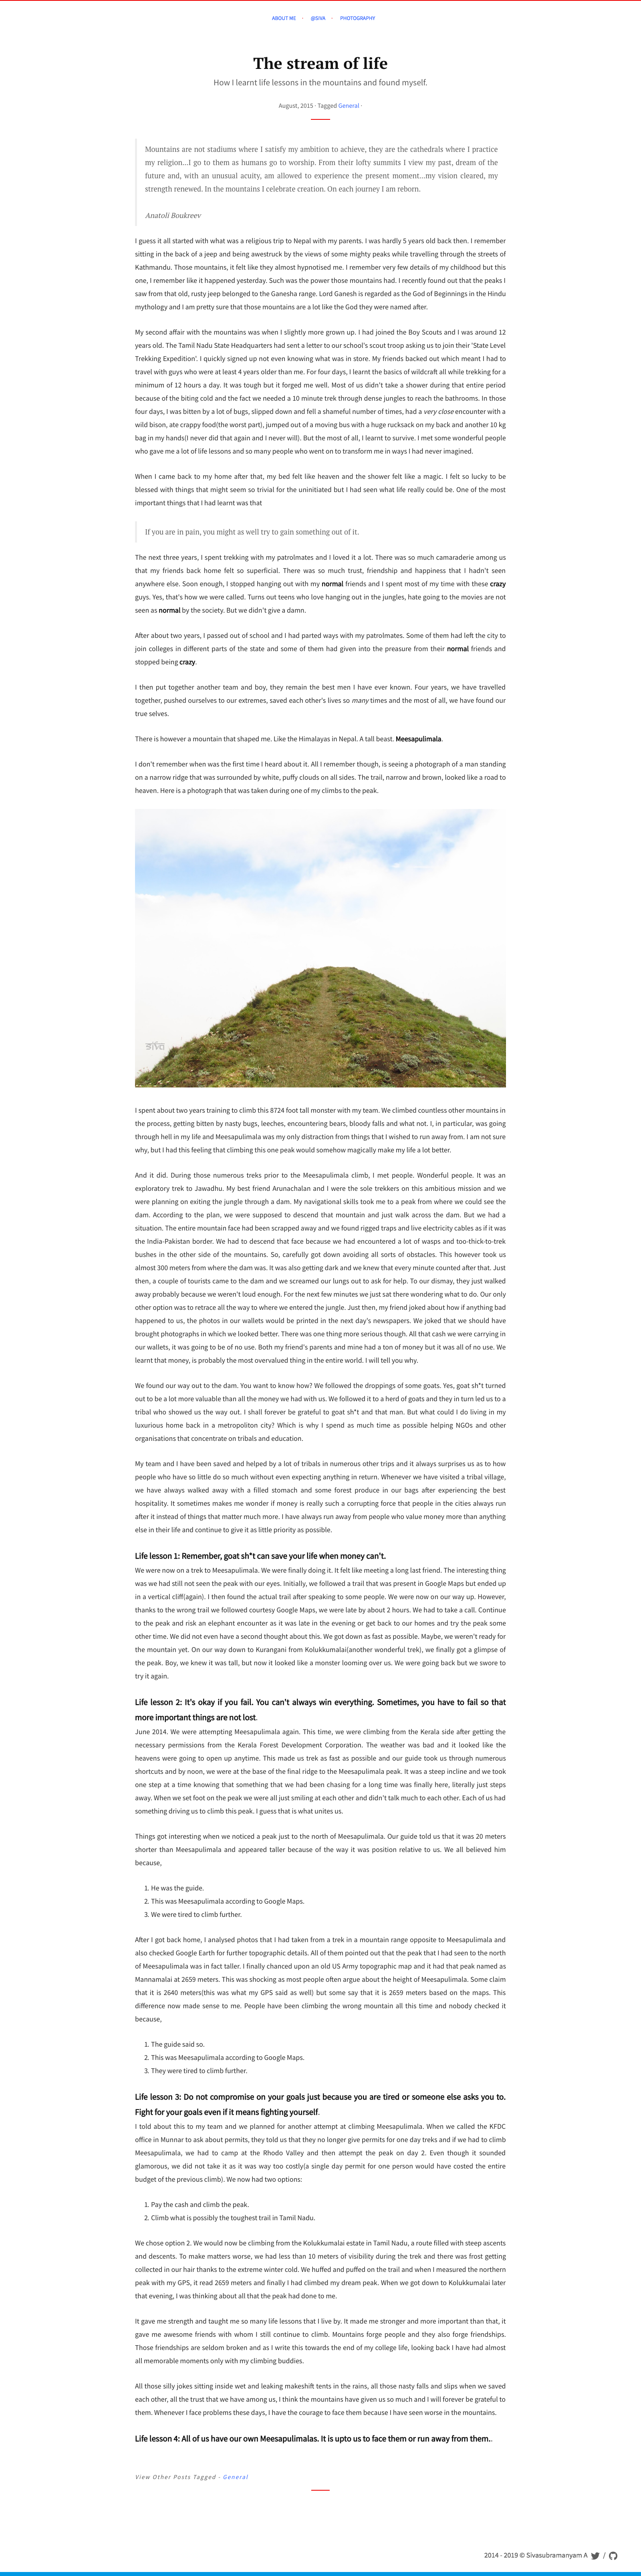 ABOUT ME · @SIVA · PHOTOGRAPHY
The stream of life
How I learnt life lessons in the mountains and found myself.
August, 2015 · Tagged General ·
Mountains are not stadiums where I satisfy my ambition to achieve, they are the cathedrals where I practice
my religion...I go to them as humans go to worship. From their lofty summits I view my past, dream of the
future and, with an unusual acuity, am allowed to experience the present moment...my vision cleared, my
strength renewed. In the mountains I celebrate creation. On each journey I am reborn.
Anatoli Boukreev
I guess it all started with what was a religious trip to Nepal with my parents. I was hardly 5 years old back then. I remember
sitting in the back of a jeep and being awestruck by the views of some mighty peaks while travelling through the streets of
Kathmandu. Those mountains, it felt like they almost hypnotised me. I remember very few details of my childhood but this
one, I remember like it happened yesterday. Such was the power those mountains had. I recently found out that the peaks I
saw from that old, rusty jeep belonged to the Ganesha range. Lord Ganesh is regarded as the God of Beginnings in the Hindu
mythology and I am pretty sure that those mountains are a lot like the God they were named after.
My second affair with the mountains was when I slightly more grown up. I had joined the Boy Scouts and I was around 12
years old. The Tamil Nadu State Headquarters had sent a letter to our school's scout troop asking us to join their 'State Level
Trekking Expedition'. I quickly signed up not even knowing what was in store. My friends backed out which meant I had to
travel with guys who were at least 4 years older than me. For four days, I learnt the basics of wildcraft all while trekking for a
minimum of 12 hours a day. It was tough but it forged me well. Most of us didn't take a shower during that entire period
because of the biting cold and the fact we needed a 10 minute trek through dense jungles to reach the bathrooms. In those
four days, I was bitten by a lot of bugs, slipped down and fell a shameful number of times, had a very close encounter with a
wild bison, ate crappy food(the worst part), jumped out of a moving bus with a huge rucksack on my back and another 10 kg
bag in my hands(I never did that again and I never will). But the most of all, I learnt to survive. I met some wonderful people
who gave me a lot of life lessons and so many people who went on to transform me in ways I had never imagined.
When I came back to my home after that, my bed felt like heaven and the shower felt like a magic. I felt so lucky to be
blessed with things that might seem so trivial for the uninitiated but I had seen what life really could be. One of the most
important things that I had learnt was that
If you are in pain, you might as well try to gain something out of it.
The next three years, I spent trekking with my patrolmates and I loved it a lot. There was so much camaraderie among us
that my friends back home felt so superficial. There was so much trust, friendship and happiness that I hadn't seen
anywhere else. Soon enough, I stopped hanging out with my normal friends and I spent most of my time with these crazy
guys. Yes, that's how we were called. Turns out teens who love hanging out in the jungles, hate going to the movies are not
seen as normal by the society. But we didn't give a damn.
After about two years, I passed out of school and I had parted ways with my patrolmates. Some of them had left the city to
join colleges in different parts of the state and some of them had given into the preasure from their normal friends and
stopped being crazy.
I then put together another team and boy, they remain the best men I have ever known. Four years, we have travelled
together, pushed ourselves to our extremes, saved each other's lives so many times and the most of all, we have found our
true selves.
There is however a mountain that shaped me. Like the Himalayas in Nepal. A tall beast. Meesapulimala.
I don't remember when was the first time I heard about it. All I remember though, is seeing a photograph of a man standing
on a narrow ridge that was surrounded by white, puffy clouds on all sides. The trail, narrow and brown, looked like a road to
heaven. Here is a photograph that was taken during one of my climbs to the peak.
I spent about two years training to climb this 8724 foot tall monster with my team. We climbed countless other mountains in
the process, getting bitten by nasty bugs, leeches, encountering bears, bloody falls and what not. I, in particular, was going
through hell in my life and Meesapulimala was my only distraction from things that I wished to run away from. I am not sure
why, but I had this feeling that climbing this one peak would somehow magically make my life a lot better.
And it did. During those numerous treks prior to the Meesapulimala climb, I met people. Wonderful people. It was an
exploratory trek to Jawadhu. My best friend Arunachalan and I were the sole trekkers on this ambitious mission and we
were planning on exiting the jungle through a dam. My navigational skills took me to a peak from where we could see the
dam. According to the plan, we were supposed to descend that mountain and just walk across the dam. But we had a
situation. The entire mountain face had been scrapped away and we found rigged traps and live electricity cables as if it was
the India-Pakistan border. We had to descend that face because we had encountered a lot of wasps and too-thick-to-trek
bushes in the other side of the mountains. So, carefully got down avoiding all sorts of obstacles. This however took us
almost 300 meters from where the dam was. It was also getting dark and we knew that every minute counted after that. Just
then, a couple of tourists came to the dam and we screamed our lungs out to ask for help. To our dismay, they just walked
away probably because we weren't loud enough. For the next few minutes we just sat there wondering what to do. Our only
other option was to retrace all the way to where we entered the jungle. Just then, my friend joked about how if anything bad
happened to us, the photos in our wallets would be printed in the next day's newspapers. We joked that we should have
brought photographs in which we looked better. There was one thing more serious though. All that cash we were carrying in
our wallets, it was going to be of no use. Both my friend's parents and mine had a ton of money but it was all of no use. We
learnt that money, is probably the most overvalued thing in the entire world. I will tell you why.
We found our way out to the dam. You want to know how? We followed the droppings of some goats. Yes, goat sh*t turned
out to be a lot more valuable than all the money we had with us. We followed it to a herd of goats and they in turn led us to a
tribal who showed us the way out. I shall forever be grateful to goat sh*t and that man. But what could I do living in my
luxurious home back in a metropoliton city? Which is why I spend as much time as possible helping NGOs and other
organisations that concentrate on tribals and education.
My team and I have been saved and helped by a lot of tribals in numerous other trips and it always surprises us as to how
people who have so little do so much without even expecting anything in return. Whenever we have visited a tribal village,
we have always walked away with a filled stomach and some forest produce in our bags after experiencing the best
hospitality. It sometimes makes me wonder if money is really such a corrupting force that people in the cities always run
after it instead of things that matter much more. I have always run away from people who value money more than anything
else in their life and continue to give it as little priority as possible.
Life lesson 1: Remember, goat sh*t can save your life when money can't.
We were now on a trek to Meesapulimala. We were finally doing it. It felt like meeting a long last friend. The interesting thing
was we had still not seen the peak with our eyes. Initially, we followed a trail that was present in Google Maps but ended up
in a vertical cliff(again). I then found the actual trail after speaking to some people. We were now on our way up. However,
thanks to the wrong trail we followed courtesy Google Maps, we were late by about 2 hours. We had to take a call. Continue
to the peak and risk an elephant encounter as it was late in the evening or get back to our homes and try the peak some
other time. We did not even have a second thought about this. We got down as fast as possible. Maybe, we weren't ready for
the mountain yet. On our way down to Kurangani from Kolukkumalai(another wonderful trek), we finally got a glimpse of
the peak. Boy, we knew it was tall, but now it looked like a monster looming over us. We were going back but we swore to
try it again.
Life lesson 2: It's okay if you fail. You can't always win everything. Sometimes, you have to fail so that
more important things are not lost.
June 2014. We were attempting Meesapulimala again. This time, we were climbing from the Kerala side after getting the
necessary permissions from the Kerala Forest Development Corporation. The weather was bad and it looked like the
heavens were going to open up anytime. This made us trek as fast as possible and our guide took us through numerous
shortcuts and by noon, we were at the base of the final ridge to the Meesapulimala peak. It was a steep incline and we took
one step at a time knowing that something that we had been chasing for a long time was finally here, literally just steps
away. When we set foot on the peak we were all just smiling at each other and didn't talk much to each other. Each of us had
something driving us to climb this peak. I guess that is what unites us.
Things got interesting when we noticed a peak just to the north of Meesapulimala. Our guide told us that it was 20 meters
shorter than Meesapulimala and appeared taller because of the way it was position relative to us. We all believed him
because,
1. He was the guide.
2. This was Meesapulimala according to Google Maps.
3. We were tired to climb further.
After I got back home, I analysed photos that I had taken from a trek in a mountain range opposite to Meesapulimala and
also checked Google Earth for further topographic details. All of them pointed out that the peak that I had seen to the north
of Meesapulimala was in fact taller. I finally chanced upon an old US Army topographic map and it had that peak named as
Mannamalai at 2659 meters. This was shocking as most people often argue about the height of Meesapulimala. Some claim
that it is 2640 meters(this was what my GPS said as well) but some say that it is 2659 meters based on the maps. This
difference now made sense to me. People have been climbing the wrong mountain all this time and nobody checked it
because,
1. The guide said so.
2. This was Meesapulimala according to Google Maps.
3. They were tired to climb further.
Life lesson 3: Do not compromise on your goals just because you are tired or someone else asks you to.
Fight for your goals even if it means fighting yourself.
I told about this to my team and we planned for another attempt at climbing Meesapulimala. When we called the KFDC
office in Munnar to ask about permits, they told us that they no longer give permits for one day treks and if we had to climb
Meesapulimala, we had to camp at the Rhodo Valley and then attempt the peak on day 2. Even though it sounded
glamorous, we did not take it as it was way too costly(a single day permit for one person would have costed the entire
budget of the previous climb). We now had two options:
1. Pay the cash and climb the peak.
2. Climb what is possibly the toughest trail in Tamil Nadu.
We chose option 2. We would now be climbing from the Kolukkumalai estate in Tamil Nadu, a route filled with steep ascents
and descents. To make matters worse, we had less than 10 meters of visibility during the trek and there was frost getting
collected in our hair thanks to the extreme winter cold. We huffed and puffed on the trail and when I measured the northern
peak with my GPS, it read 2659 meters and finally I had climbed my dream peak. When we got down to Kolukkumalai later
that evening, I was thinking about all that the peak had done to me.
It gave me strength and taught me so many life lessons that I live by. It made me stronger and more important than that, it
gave me awesome friends with whom I still continue to climb. Mountains forge people and they also forge friendships.
Those friendships are seldom broken and as I write this towards the end of my college life, looking back I have had almost
all memorable moments only with my climbing buddies.
All those silly jokes sitting inside wet and leaking makeshift tents in the rains, all those nasty falls and slips when we saved
each other, all the trust that we have among us, I think the mountains have given us so much and I will forever be grateful to
them. Whenever I face problems these days, I have the courage to face them because I have seen worse in the mountains.
Life lesson 4: All of us have our own Meesapulimalas. It is upto us to face them or run away from them..
View Other Posts Tagged - General
2014 - 2019 © Sivasubramanyam A /